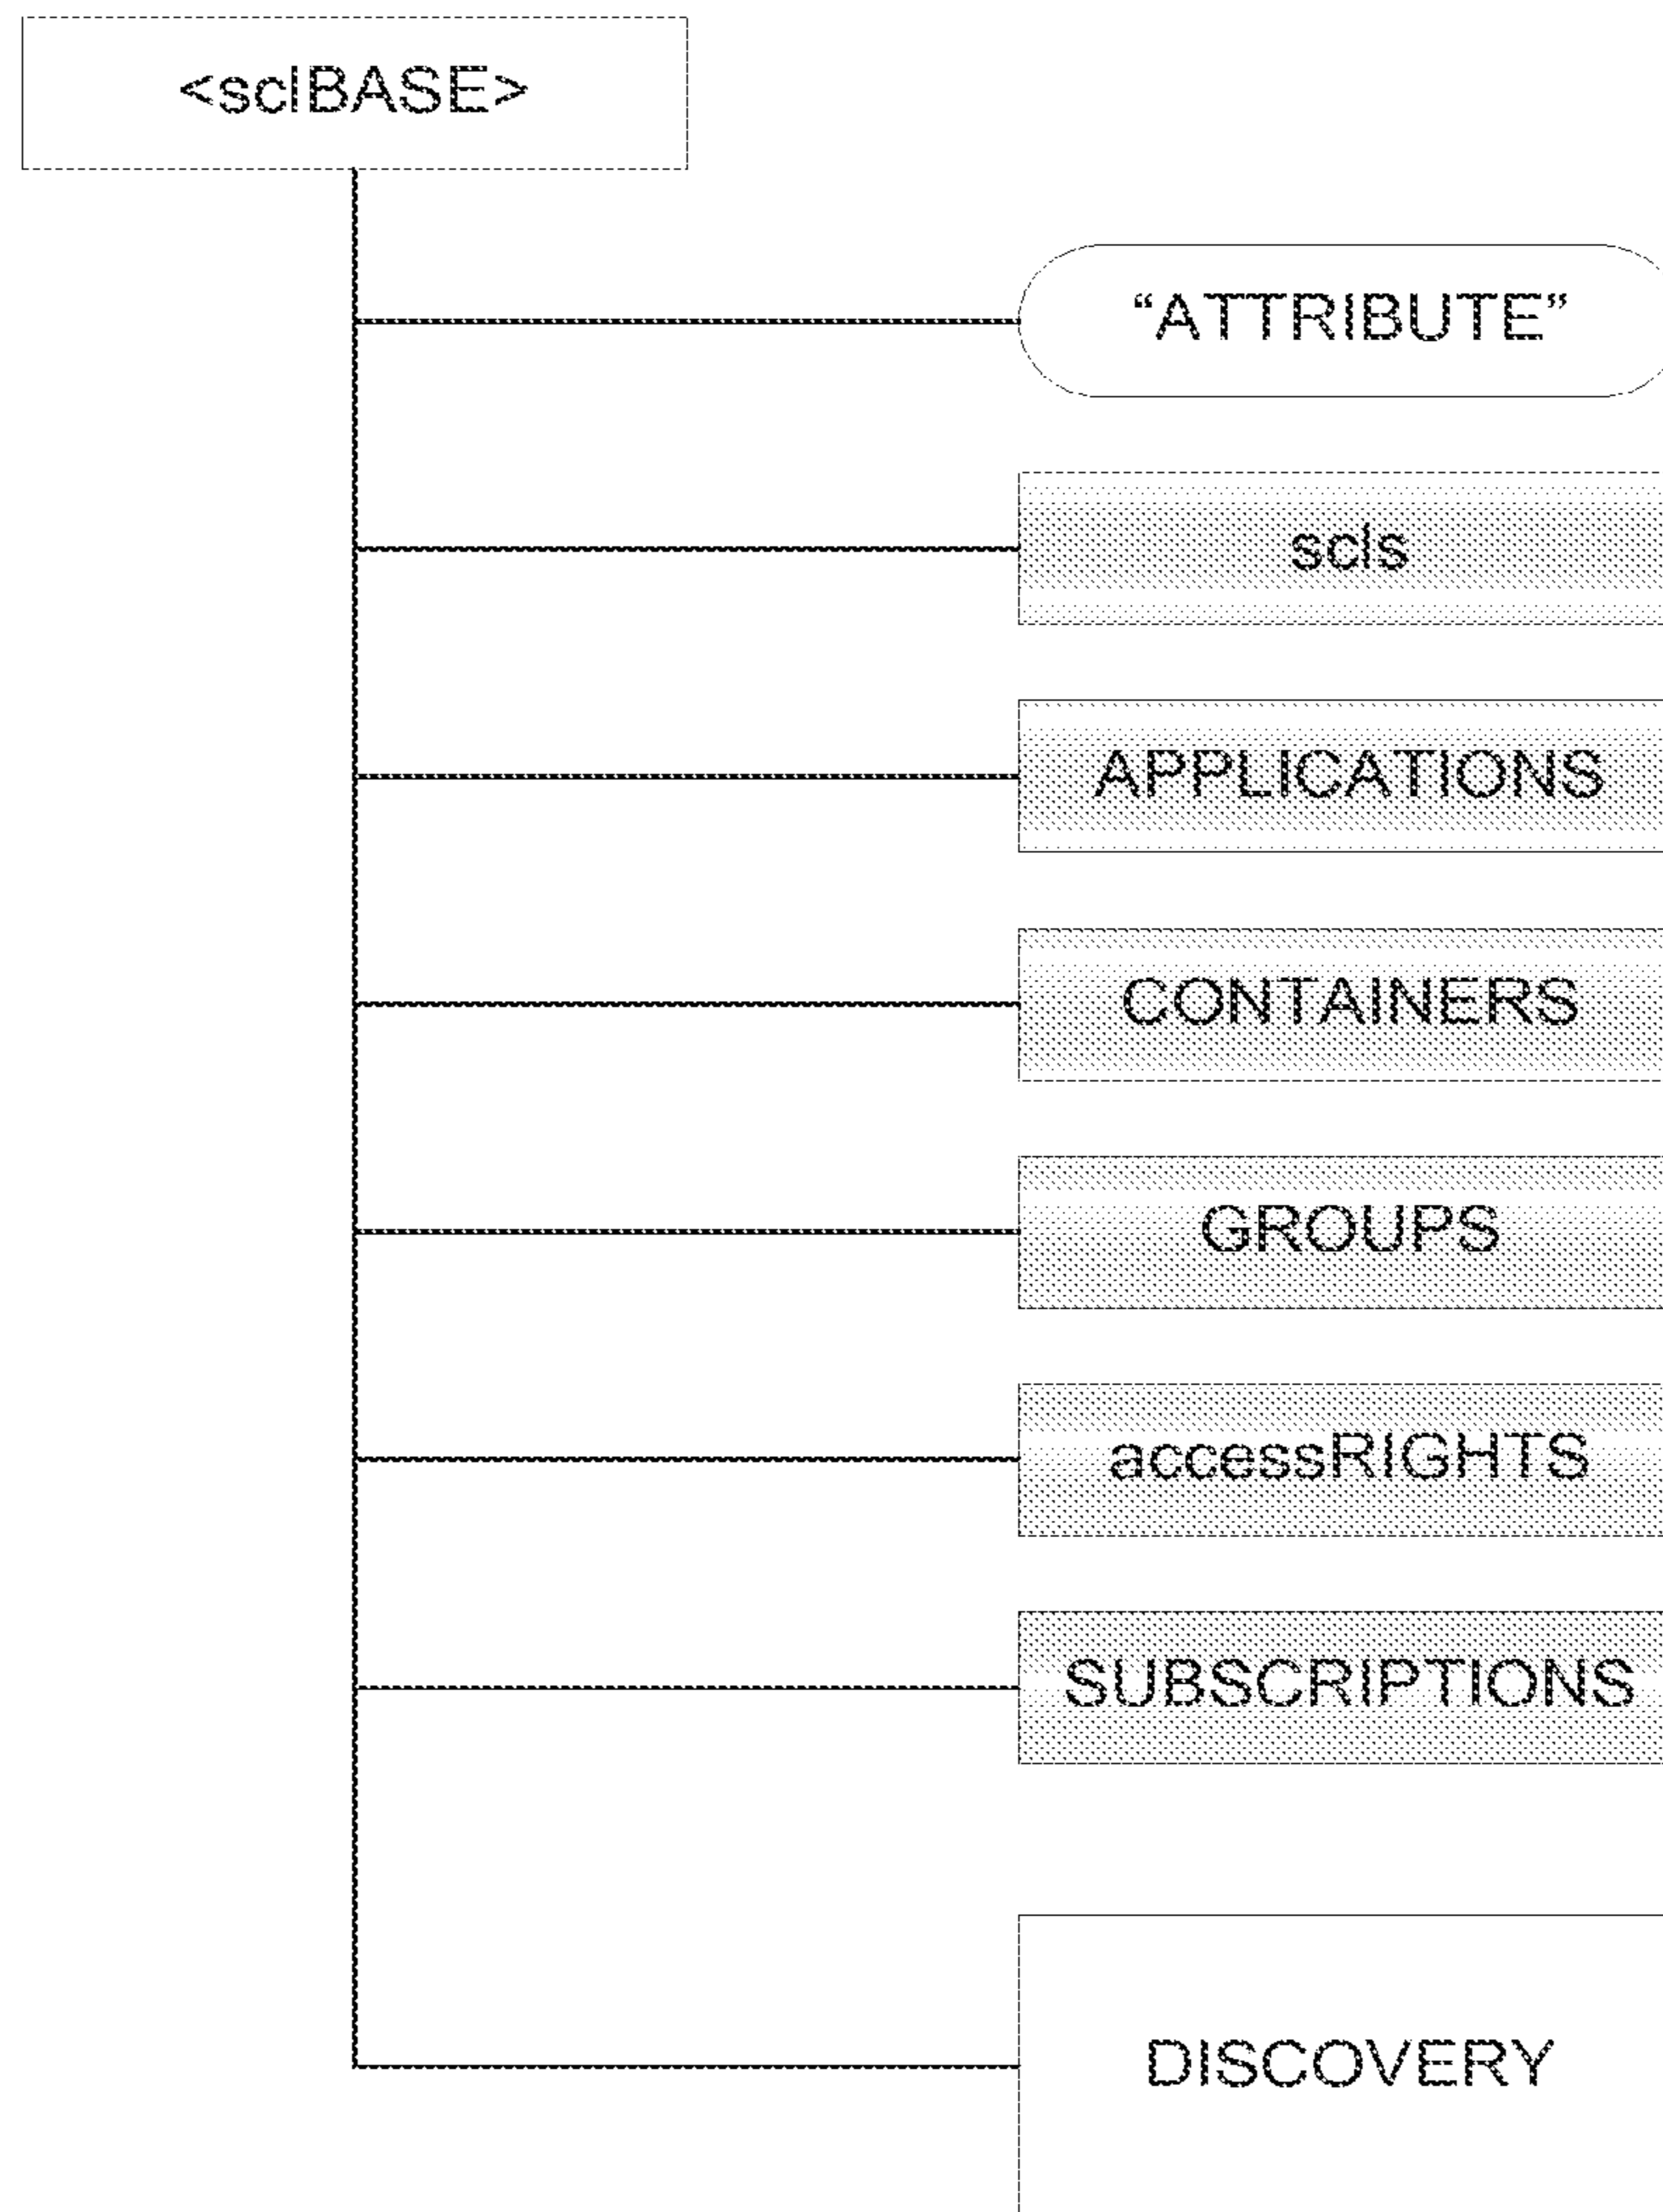 <sclBASE>
“ATTRIBUTE”
scls
APPLICATIONS
CONTAINERS
GROUPS
accessRIGHTS
SUBSCRIPTIONS
DISCOVERY